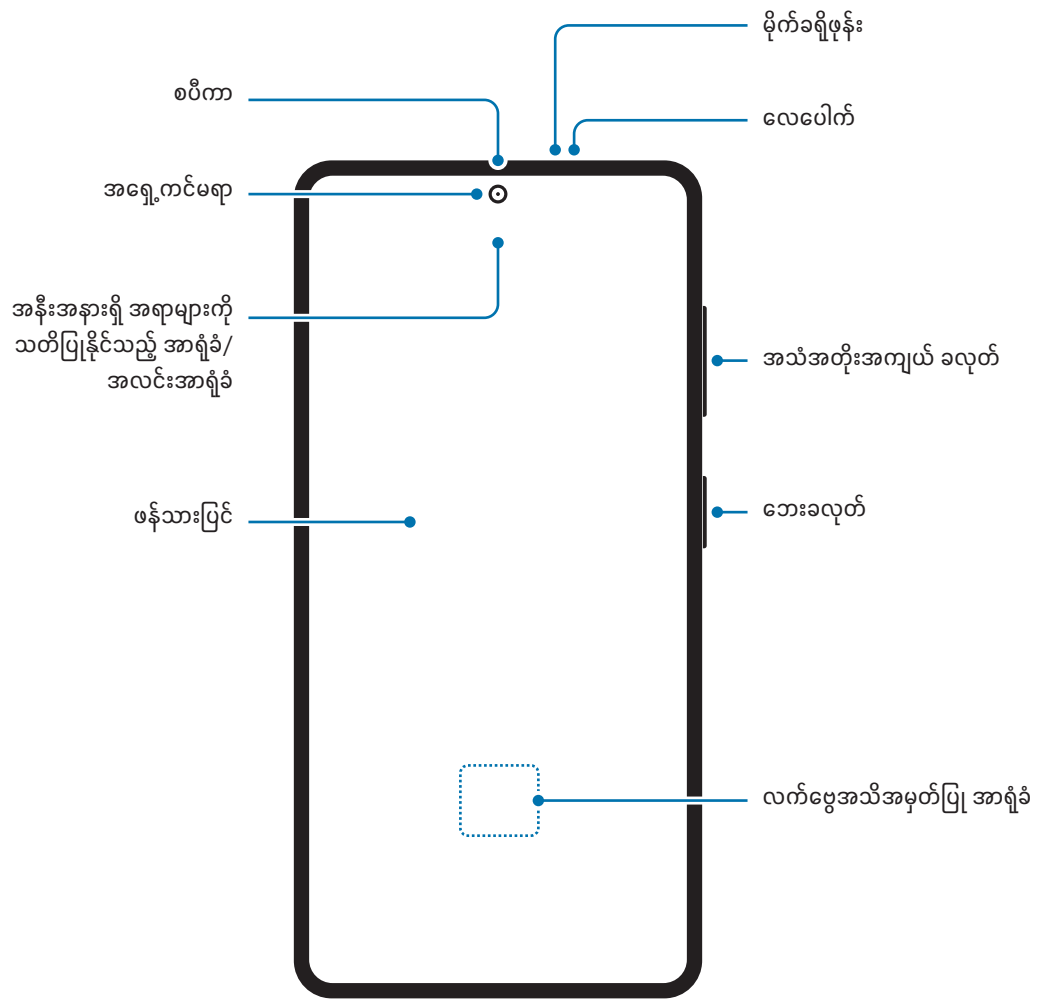 မိုက်ခရိုဖုန်း
စပီကာ
လေပေါက်
အရှေ့ကင်မရာ
အနီးအနားရှိ အရာများကို
သတိပြုနိုင်သည့် အာရုံခံ/
အလင်းအာရုံခံ
အသံအတိုးအကျယ် ခလုတ်
ဘေးခလုတ်
ဖန်သားပြင်
လက်ဗွေအသိအမှတ်ပြု အာရုံခံ